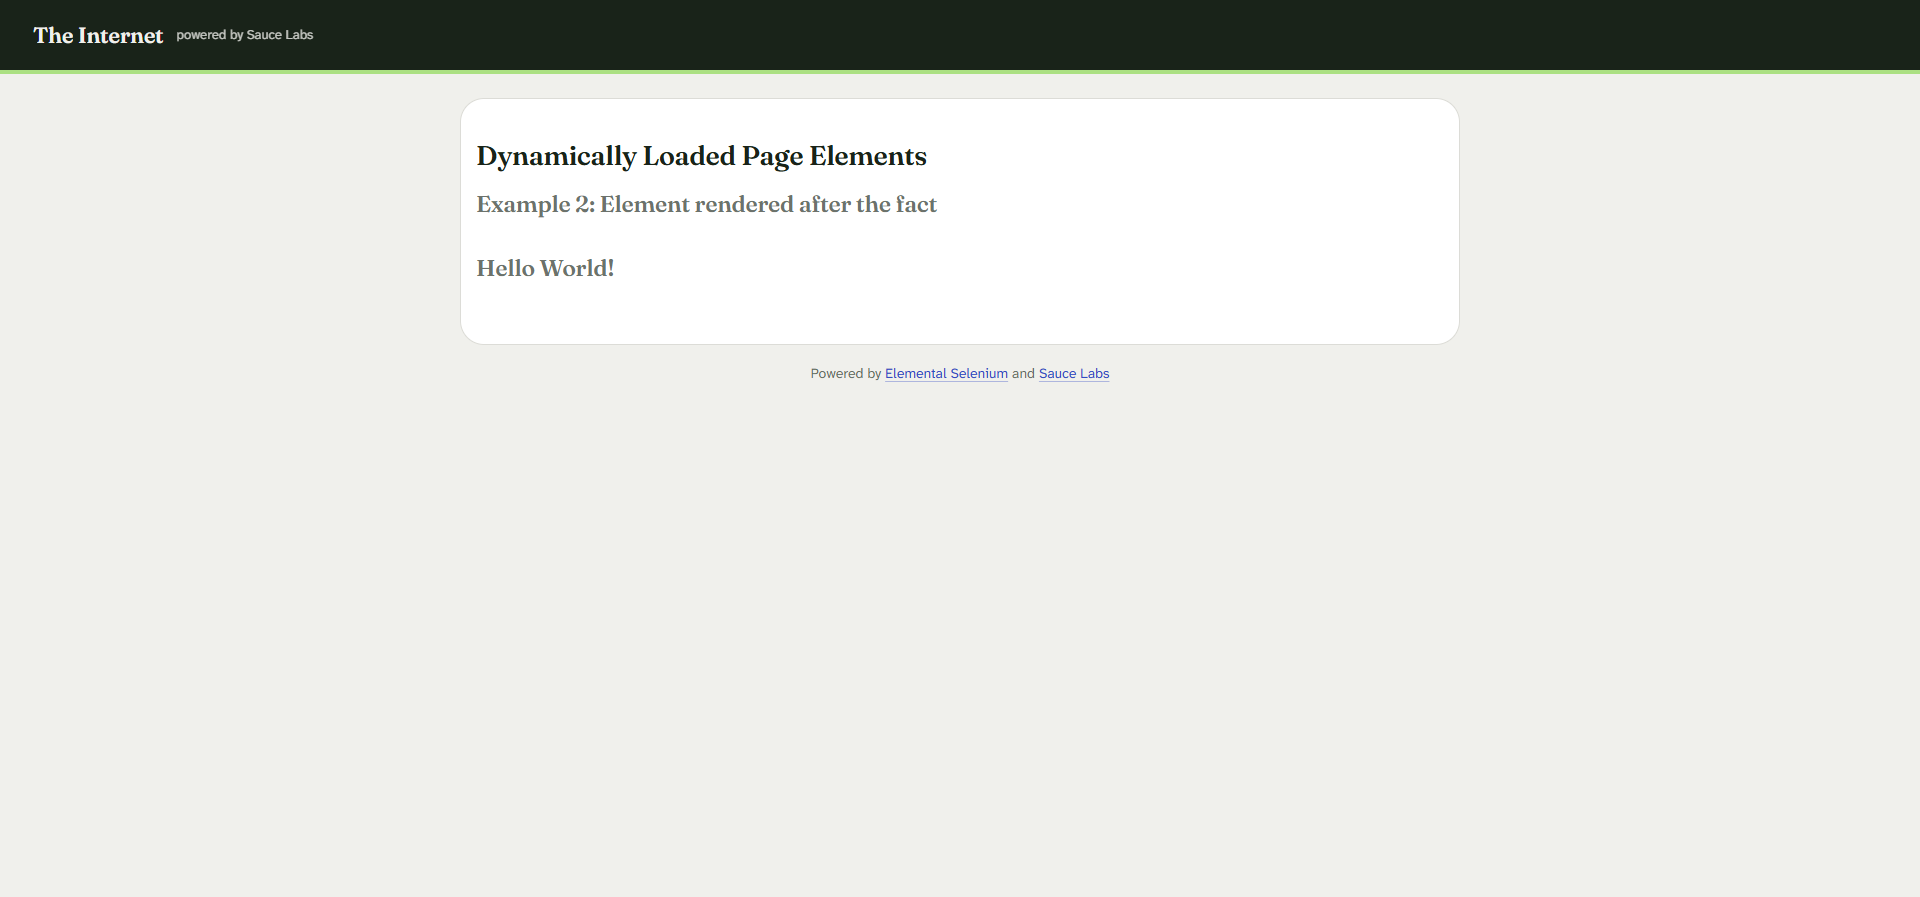 The Internet powered by Sauce Labs
Dynamically Loaded Page Elements
Example 2: Element rendered after the fact
Hello World!
Powered by Elemental Selenium and Sauce Labs